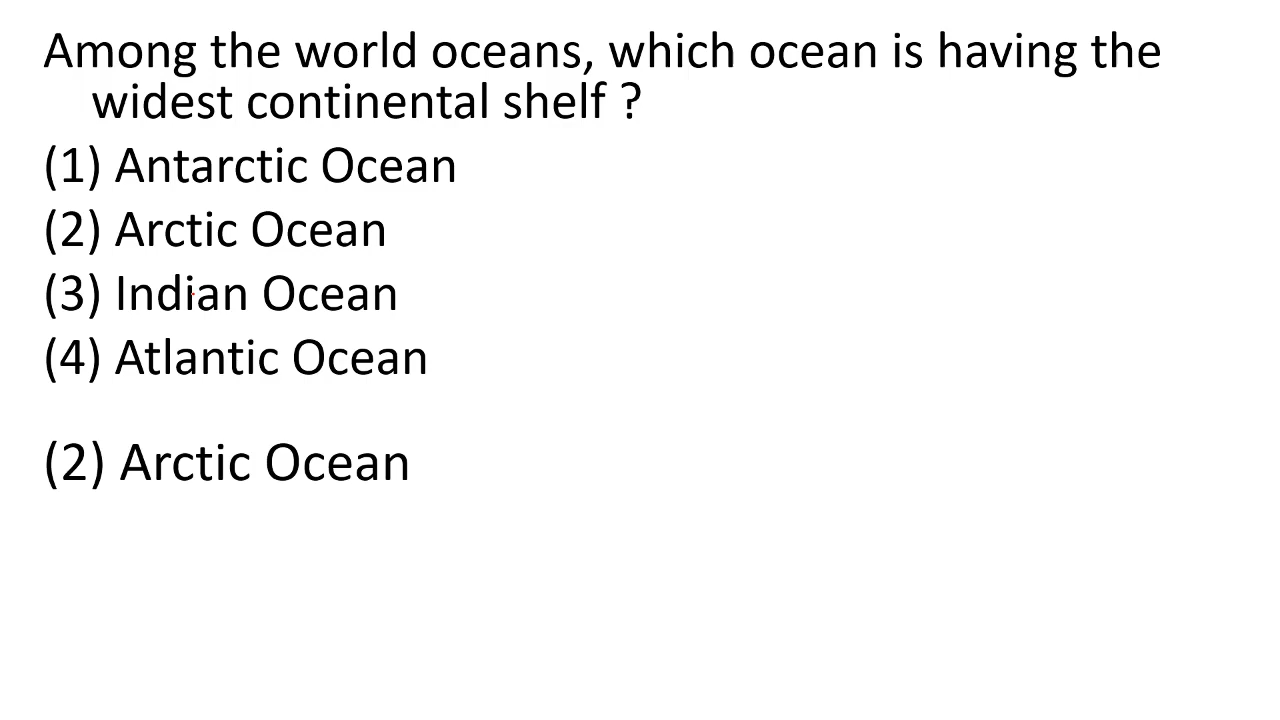 Among the world oceans, which ocean is having the
widest continental shelf ?
(1) Antarctic Ocean
(2) Arctic Ocean
(3) Indian Ocean
(4) Atlantic Ocean
(2) Arctic Ocean